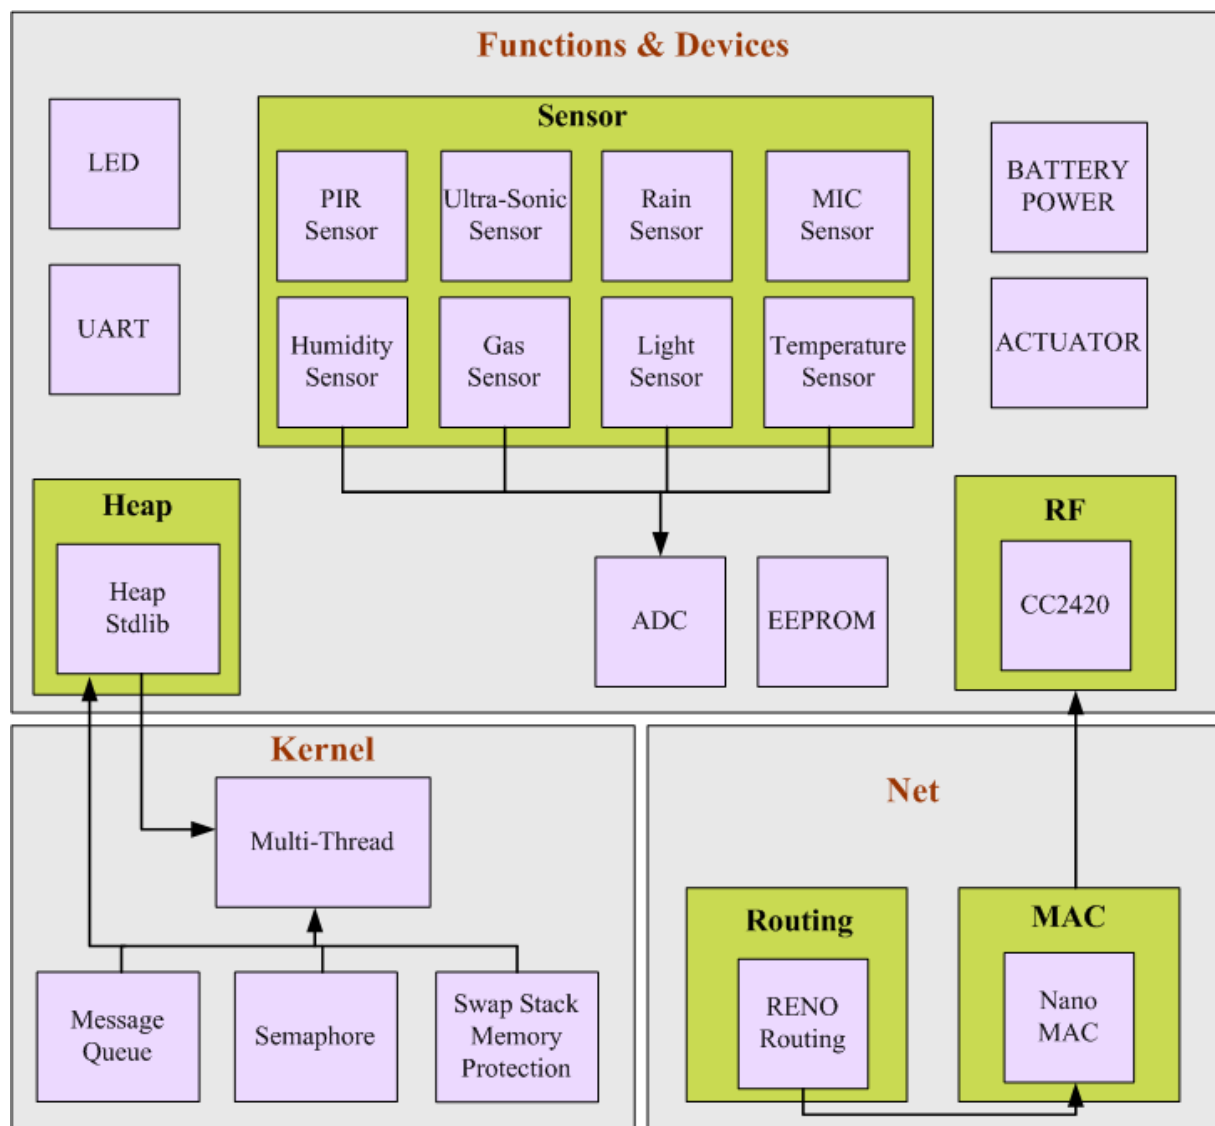 Functions & Devices
LED
UART
Sensor
PIR
Sensor
Ultra-Sonic
Sensor
Rain
Sensor
MIC
Sensor
Humidity
Sensor
Gas
Sensor
Light
Sensor
Temperature
Sensor
BATTERY
POWER
ACTUATOR
Heap
Heap
Stdlib
ADC
EEPROM
RF
CC2420
Kernel
Multi-Thread
Message
Queue
Semaphore
Swap Stack
Memory
Protection
Net
Routing
RENO
Routing
MAC
Nano
MAC